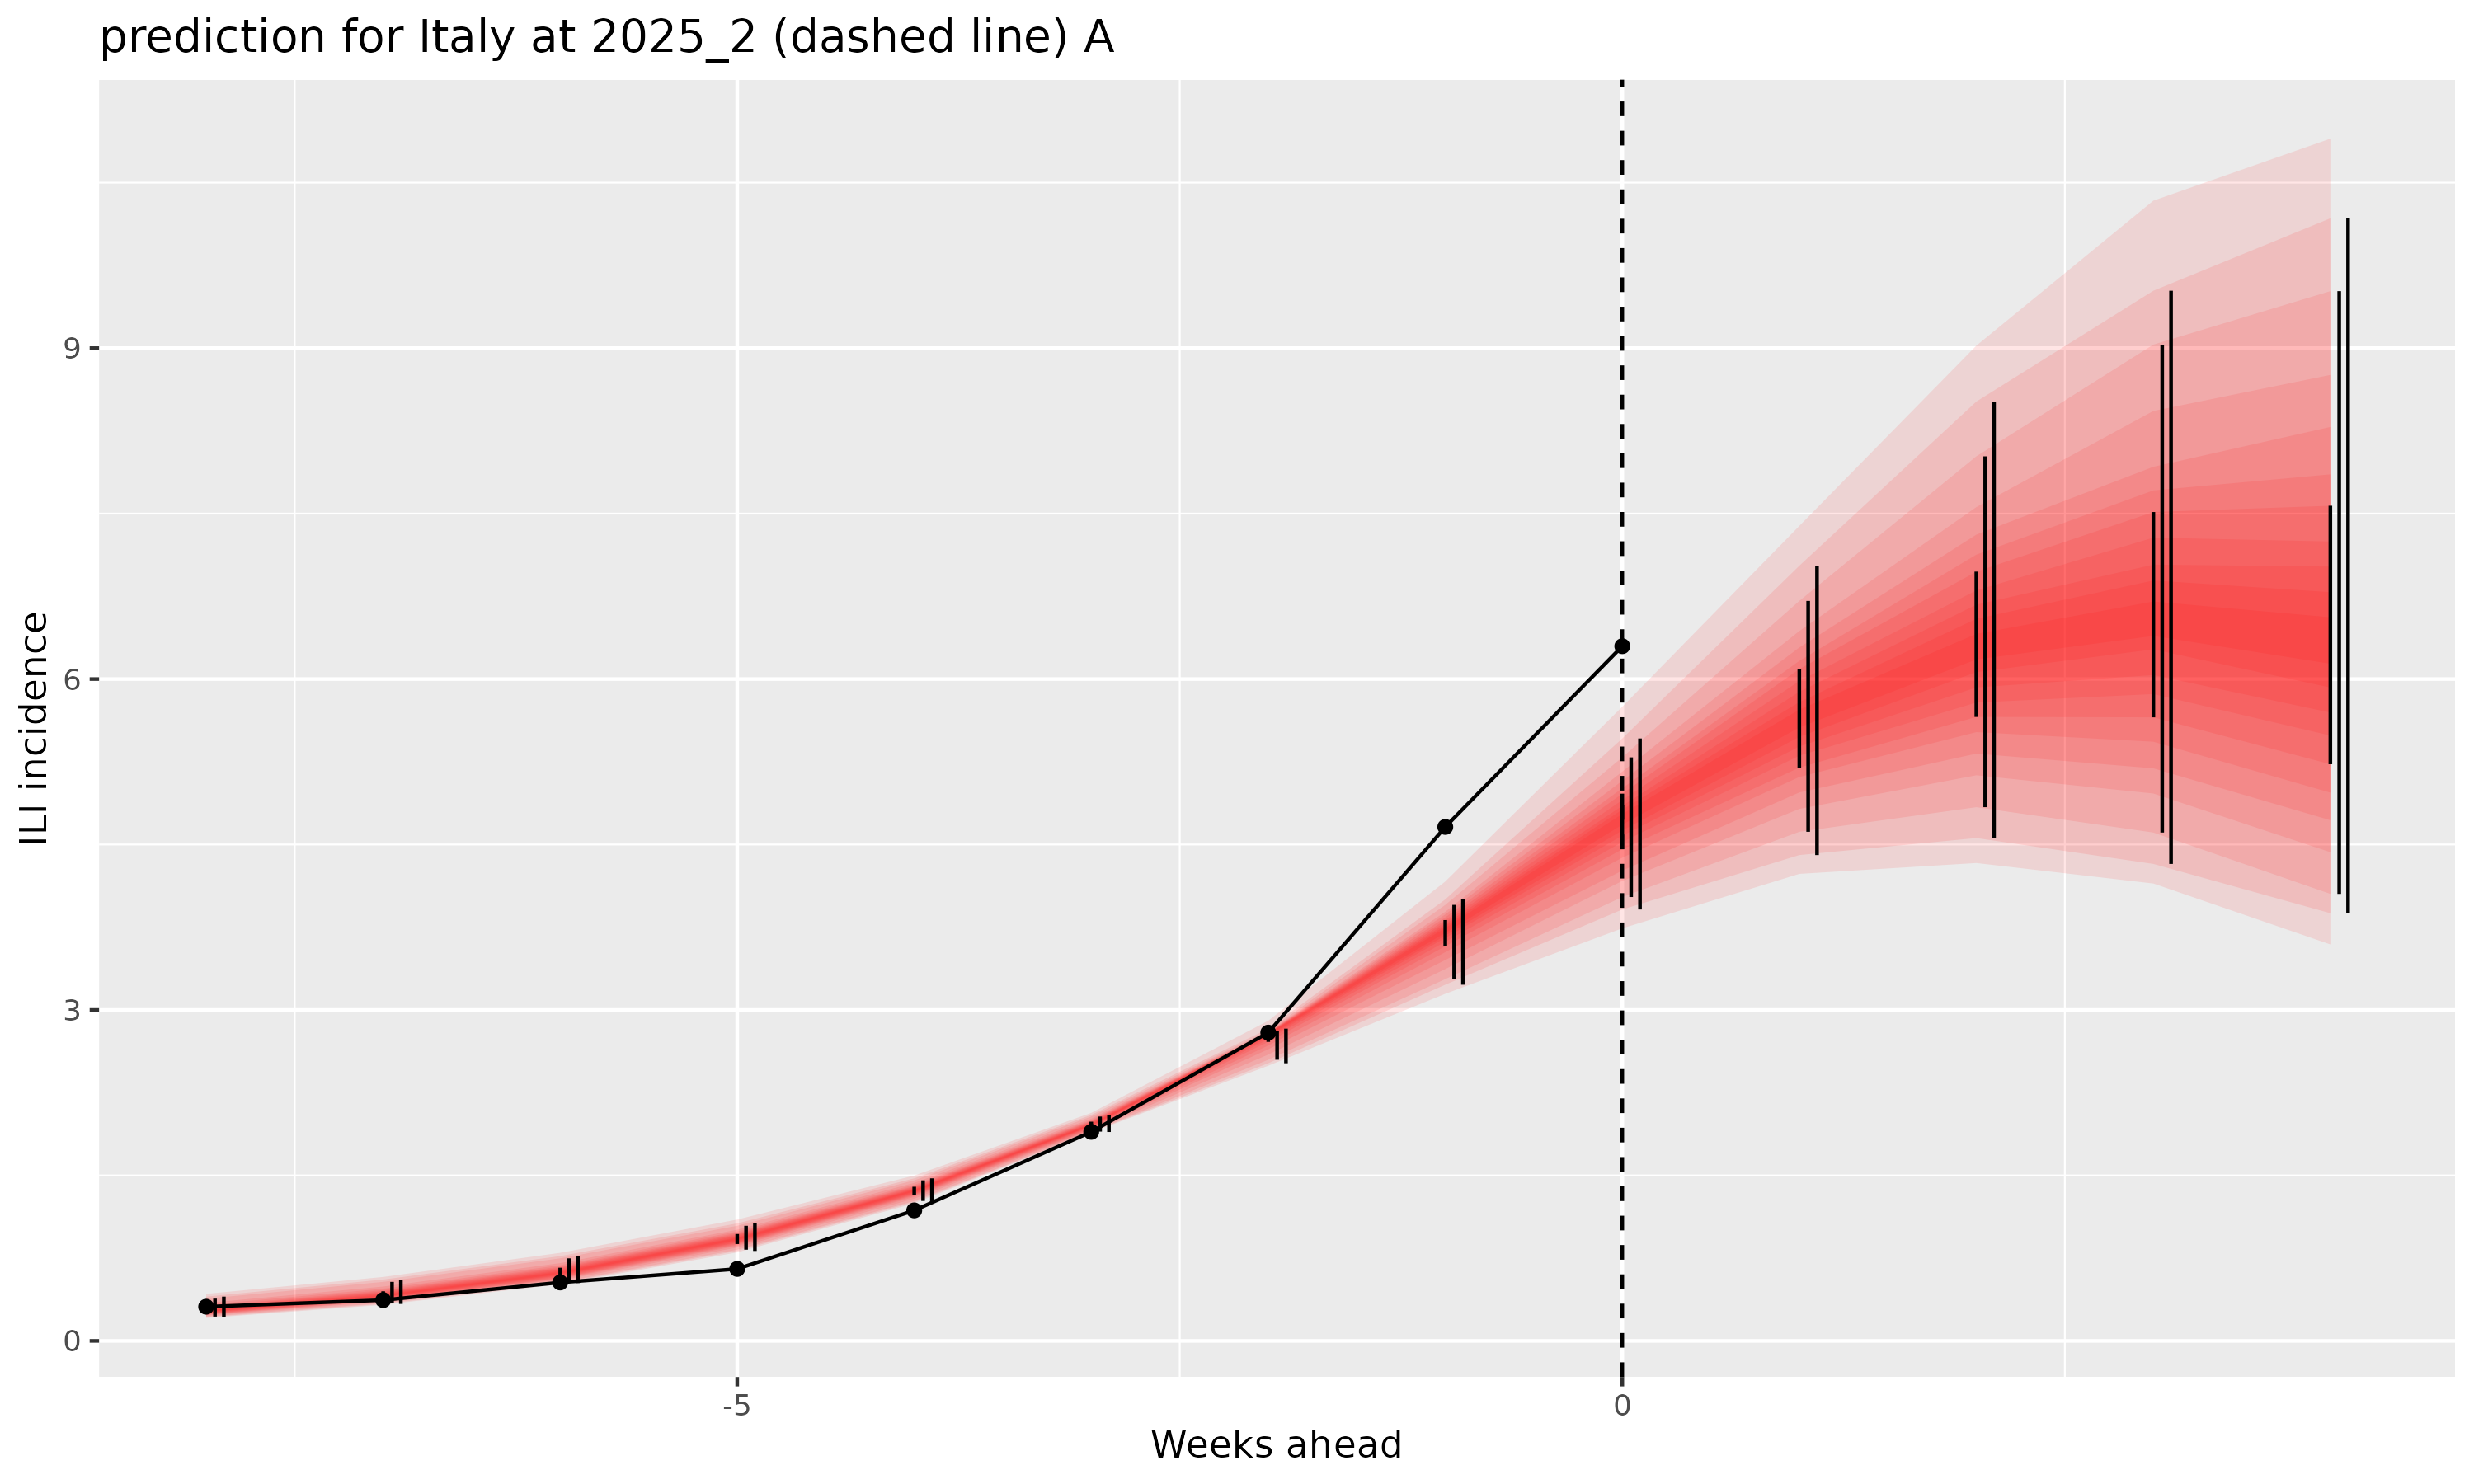 prediction for Italy at 2025_2 (dashed line) A
ILI incidence
9
6
3
0
-5
0
Weeks ahead